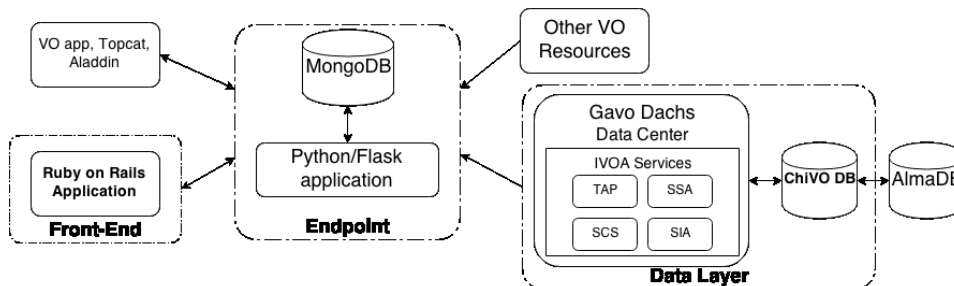 VO app, Topcat,
Aladdin
Ruby on Rails
Application
Front-End
MongoDB
Python/Flask
application
Endpoint
Other VO
Resources
Gavo Dachs
Data Center
IVOA Services
TAP
SSA
SCS
SIA
ChiVO DB
Data Layer
AlmaDB